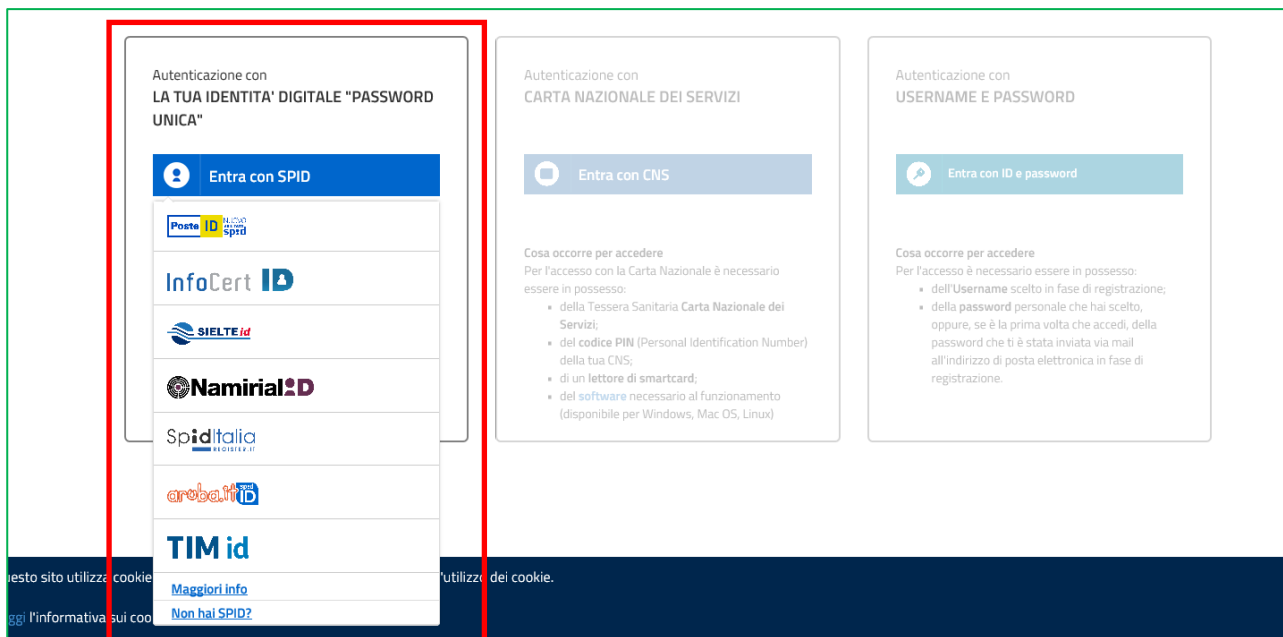 Autenticazione con
LA TUA IDENTITA' DIGITALE "PASSWORD
UNICA"
Entra con SPID
Poste ID NUOVO
spid
InfoCert ID
SIELTE id
Namirial ID
SpidItalia
REGISTER.IT
aruba.it spid ID
TIM id
Maggiori info
Non hai SPID?
Autenticazione con
CARTA NAZIONALE DEI SERVIZI
Entra con CNS
Cosa occorre per accedere
Per l'accesso con la Carta Nazionale è necessario
essere in possesso:
• della Tessera Sanitaria Carta Nazionale dei
Servizi;
• del codice PIN (Personal Identification Number)
della tua CNS;
• di un lettore di smartcard;
• del software necessario al funzionamento
(disponibile per Windows, Mac OS, Linux)
Autenticazione con
USERNAME E PASSWORD
Entra con ID e password
Cosa occorre per accedere
Per l'accesso è necessario essere in possesso:
• dell'Username scelto in fase di registrazione;
• della password personale che hai scelto,
oppure, se è la prima volta che accedi, della
password che ti è stata inviata via mail
all'indirizzo di posta elettronica in fase di
registrazione.
uesto sito utilizza cookie 'utilizzo dei cookie.
ggi l'informativa sui coo